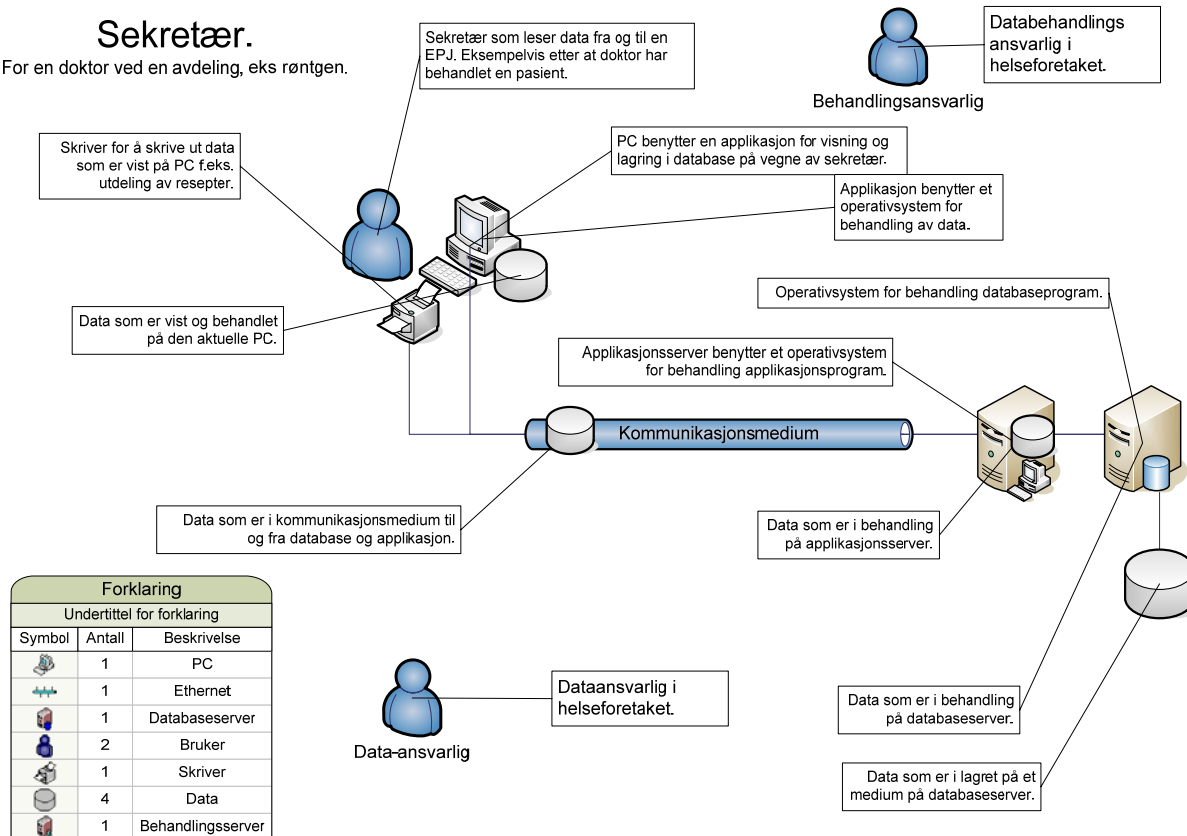 Sekretær.
For en doktor ved en avdeling, eks røntgen.
Sekretær som leser data fra og til en
EPJ. Eksempelvis etter at doktor har
behandlet en pasient.
Databehandlings
ansvarlig i
helseforetaket.
Behandlingsansvarlig
Skriver for å skrive ut data
som er vist på PC f.eks.
utdeling av resepter.
PC benytter en applikasjon for visning og
lagring i database på vegne av sekretær.
Applikasjon benytter et
operativsystem for
behandling av data.
Operativsystem for behandling databaseprogram.
Data som er vist og behandlet
på den aktuelle PC.
Applikasjonsserver benytter et operativsystem
for behandling applikasjonsprogram.
Kommunikasjonsmedium
Data som er i kommunikasjonsmedium til
og fra database og applikasjon.
Data som er i behandling
på applikasjonsserver.
Forklaring
Undertittel for forklaring
Symbol Antall Beskrivelse
1 PC
1 Ethernet
1 Databaseserver
2 Bruker
1 Skriver
4 Data
1 Behandlingsserver
Dataansvarlig i
helseforetaket.
Data-ansvarlig
Data som er i behandling
på databaseserver.
Data som er i lagret på et
medium på databaseserver.